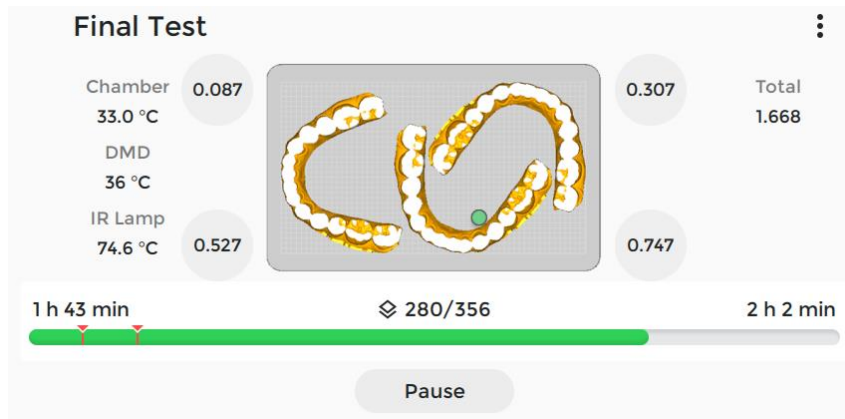 Final Test
Chamber
33.0 °C
DMD
36 °C
IR Lamp
74.6 °C
0.087
0.527
0.307
0.747
Total
1.668
1 h 43 min
280/356
2 h 2 min
Pause